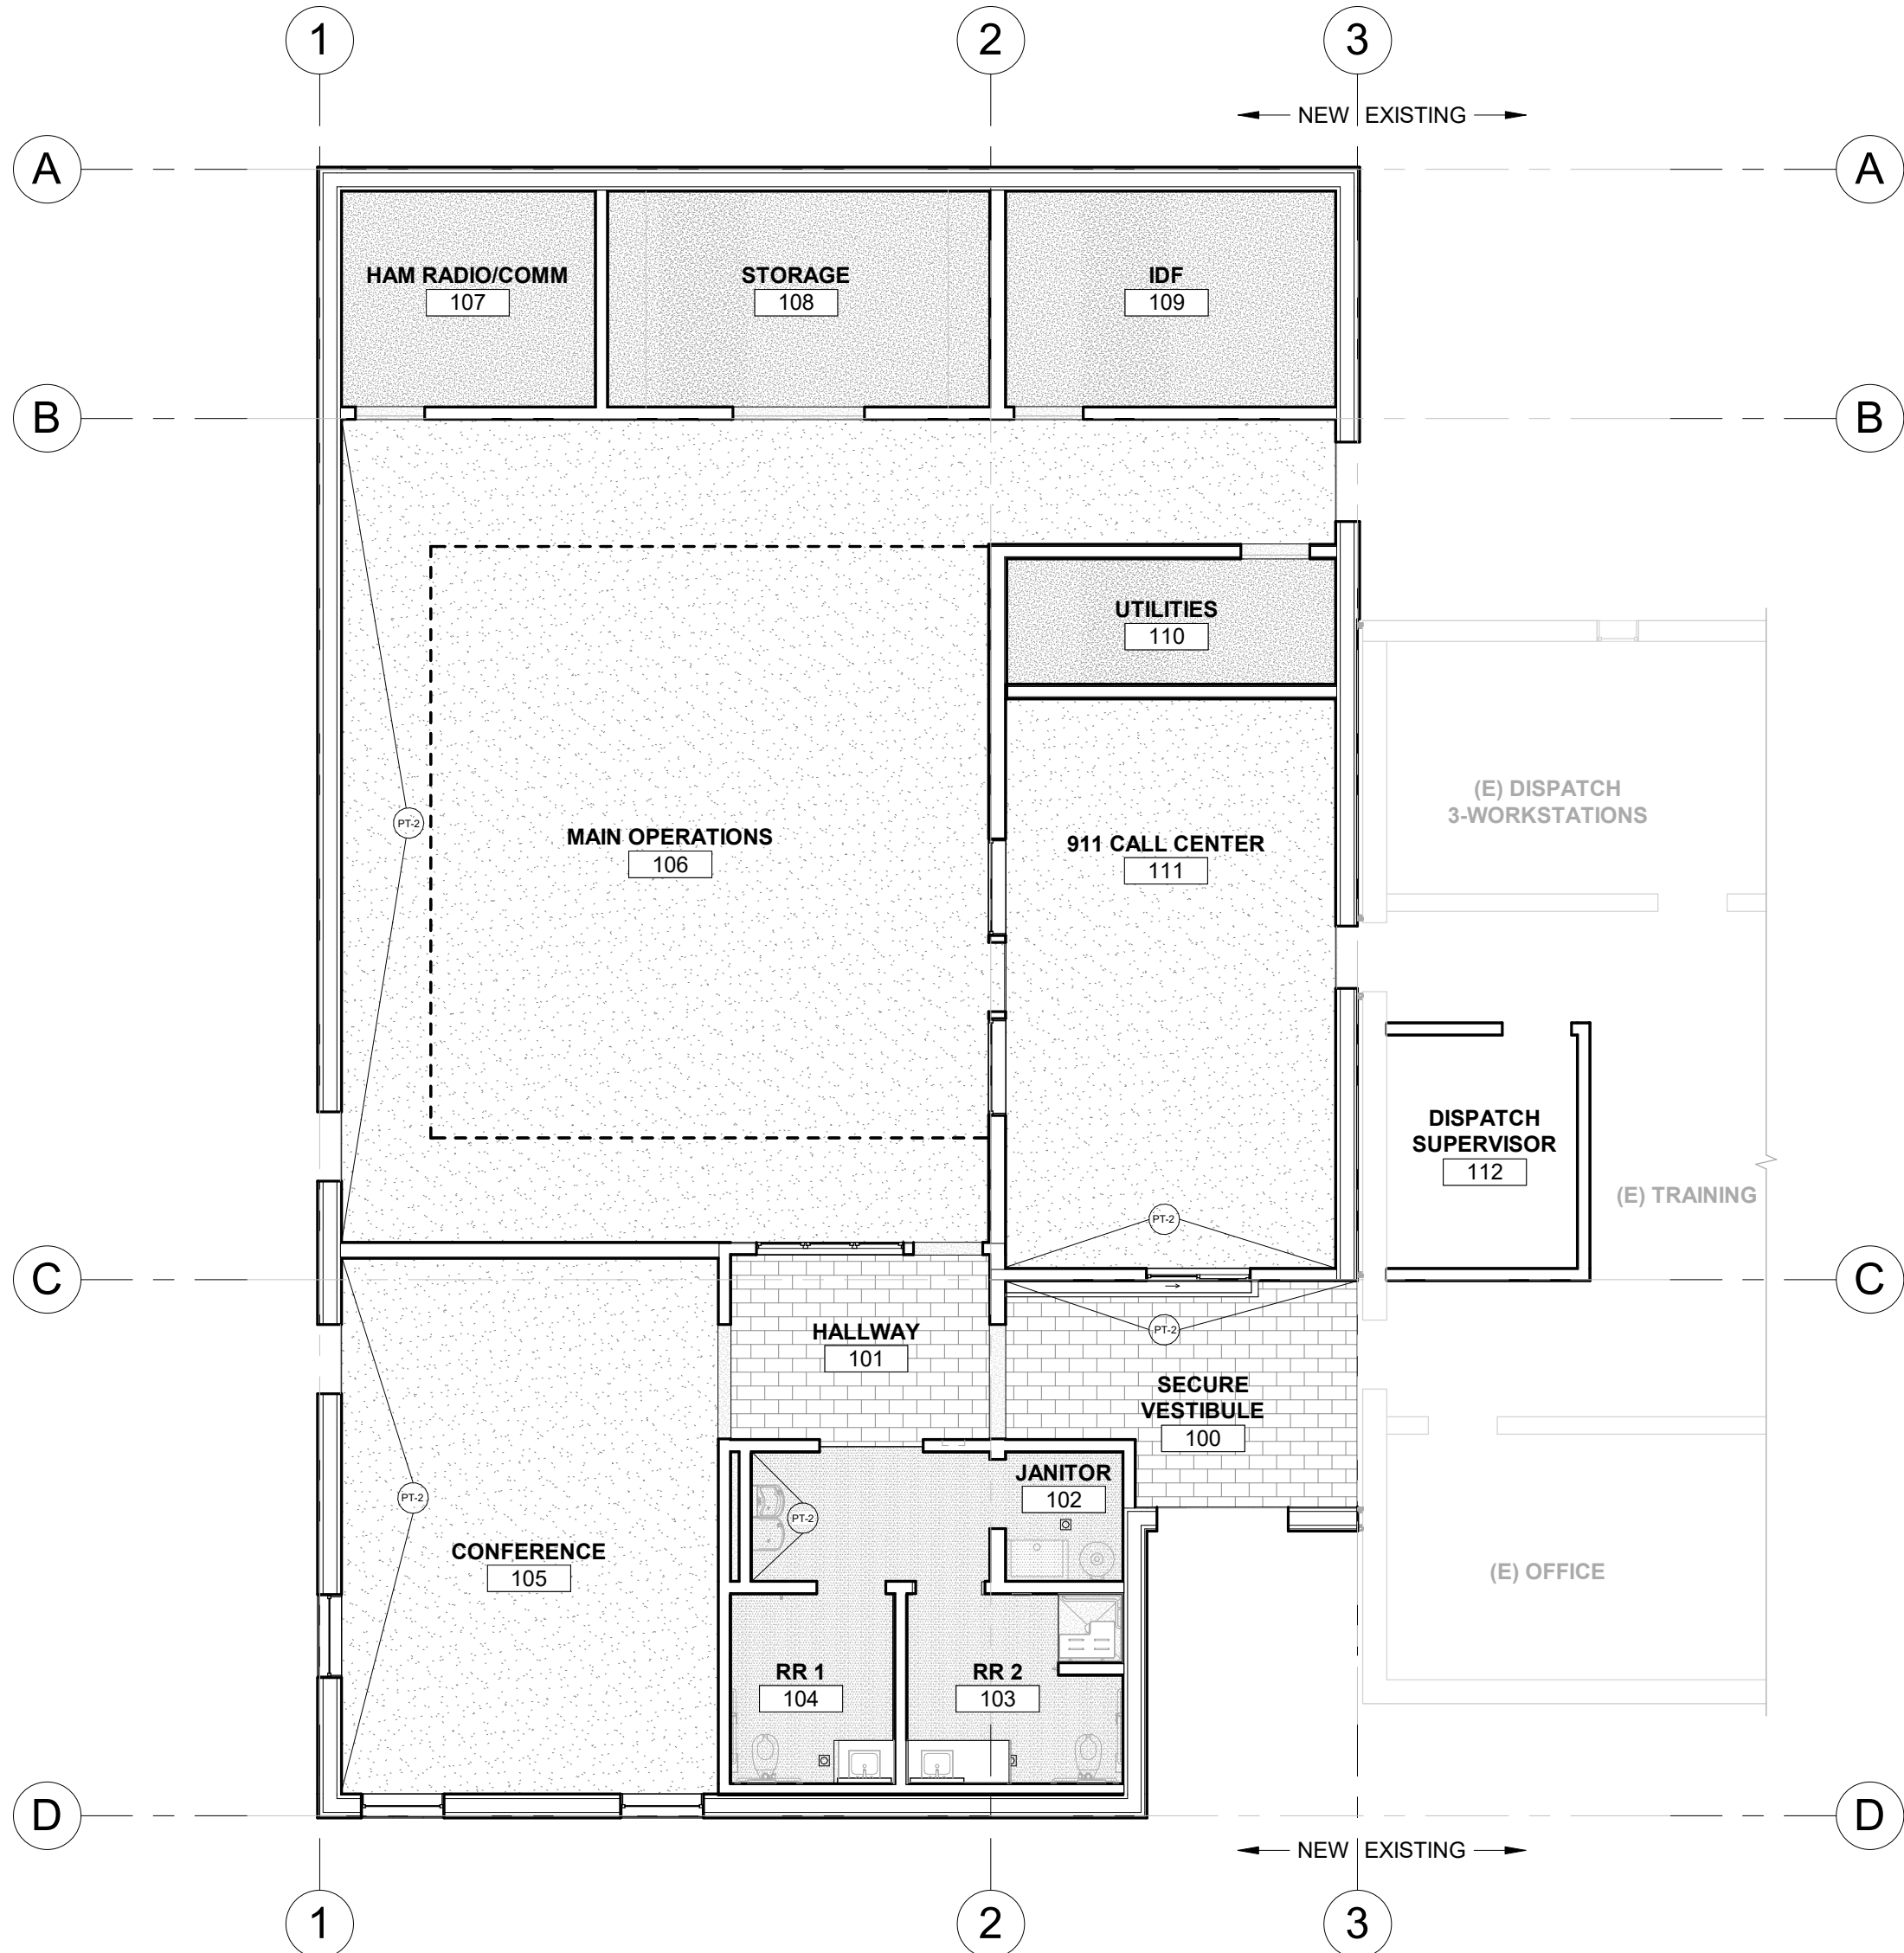 1
2
3
NEW EXISTING
A
A
HAM RADIO/COMM
107
STORAGE
108
IDF
109
B
B
UTILITIES
110
(E) DISPATCH
3-WORKSTATIONS
PT-2
MAIN OPERATIONS
106
911 CALL CENTER
111
DISPATCH
SUPERVISOR
112
(E) TRAINING
PT-2
C
C
HALLWAY
101
PT-2
SECURE
VESTIBULE
100
JANITOR
102
PT-2
PT-2
CONFERENCE
105
(E) OFFICE
RR 1
104
RR 2
103
D
D
NEW EXISTING
1
2
3